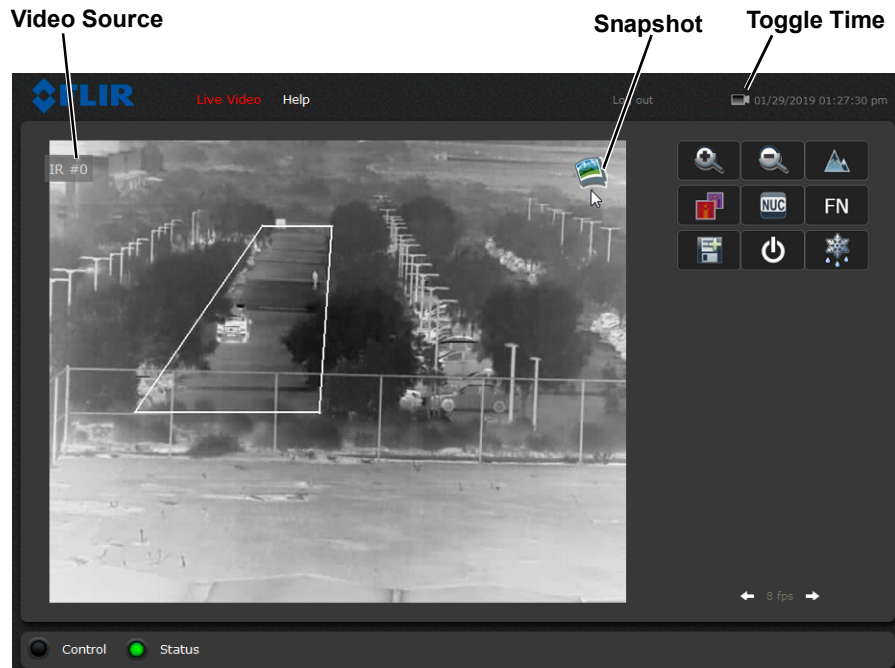 Video Source
Snapshot
Toggle Time
FLIR
Live Video
Help
Log out
01/29/2019 01:27:30 pm
IR #0
NUC
FN
8 fps
Control
Status